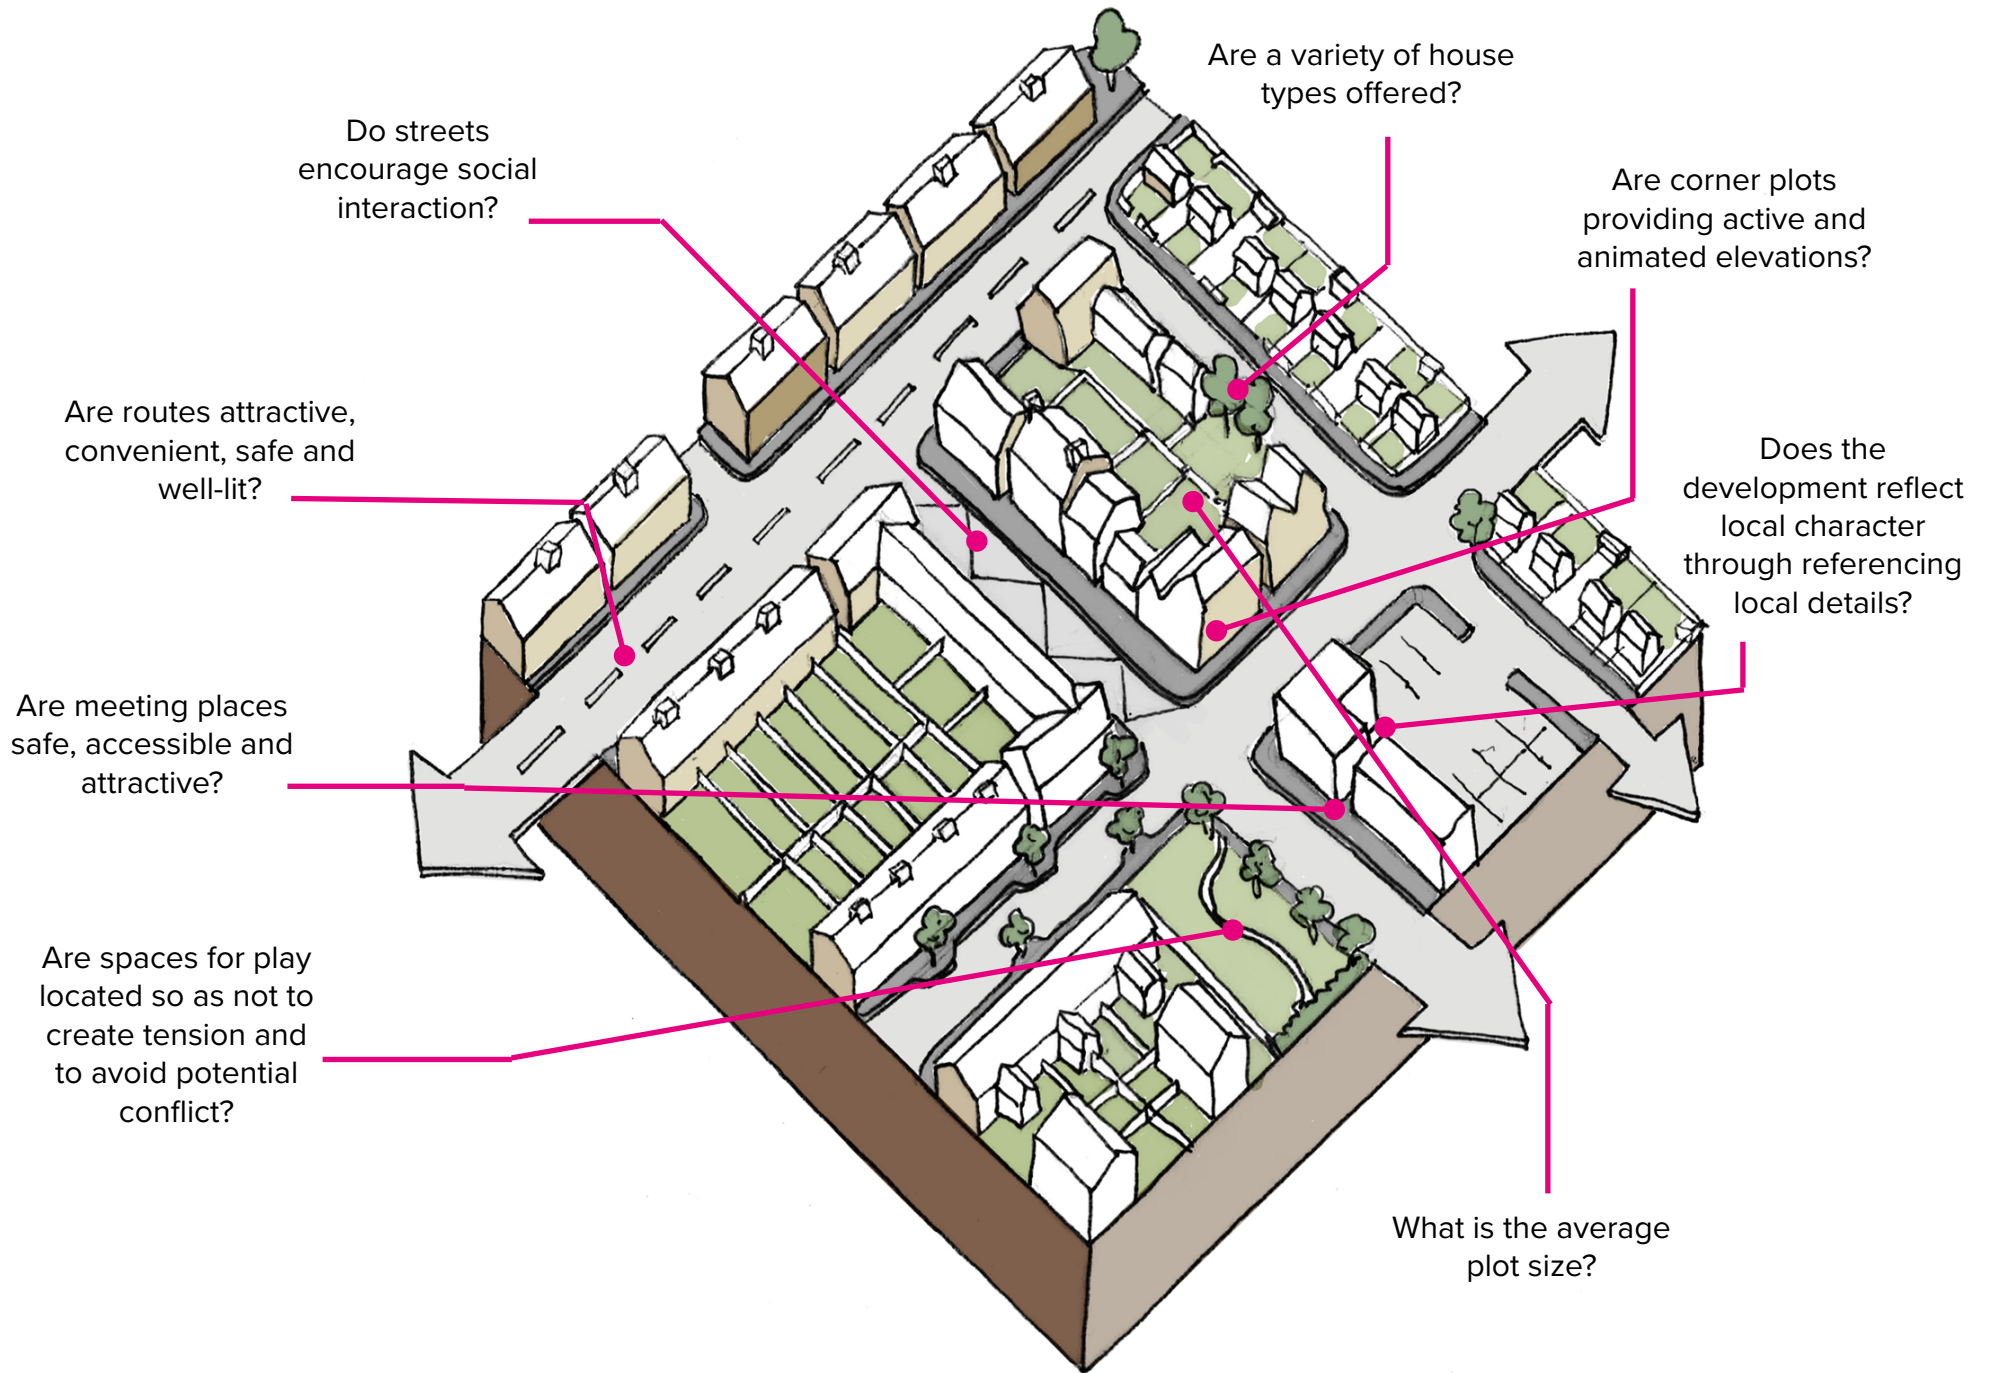 Are a variety of house
types offered?
Do streets
encourage social
interaction?
Are corner plots
providing active and
animated elevations?
Are routes attractive,
convenient, safe and
well-lit?
Does the
development reflect
local character
through referencing
local details?
Are meeting places
safe, accessible and
attractive?
Are spaces for play
located so as not to
create tension and
to avoid potential
conflict?
What is the average
plot size?